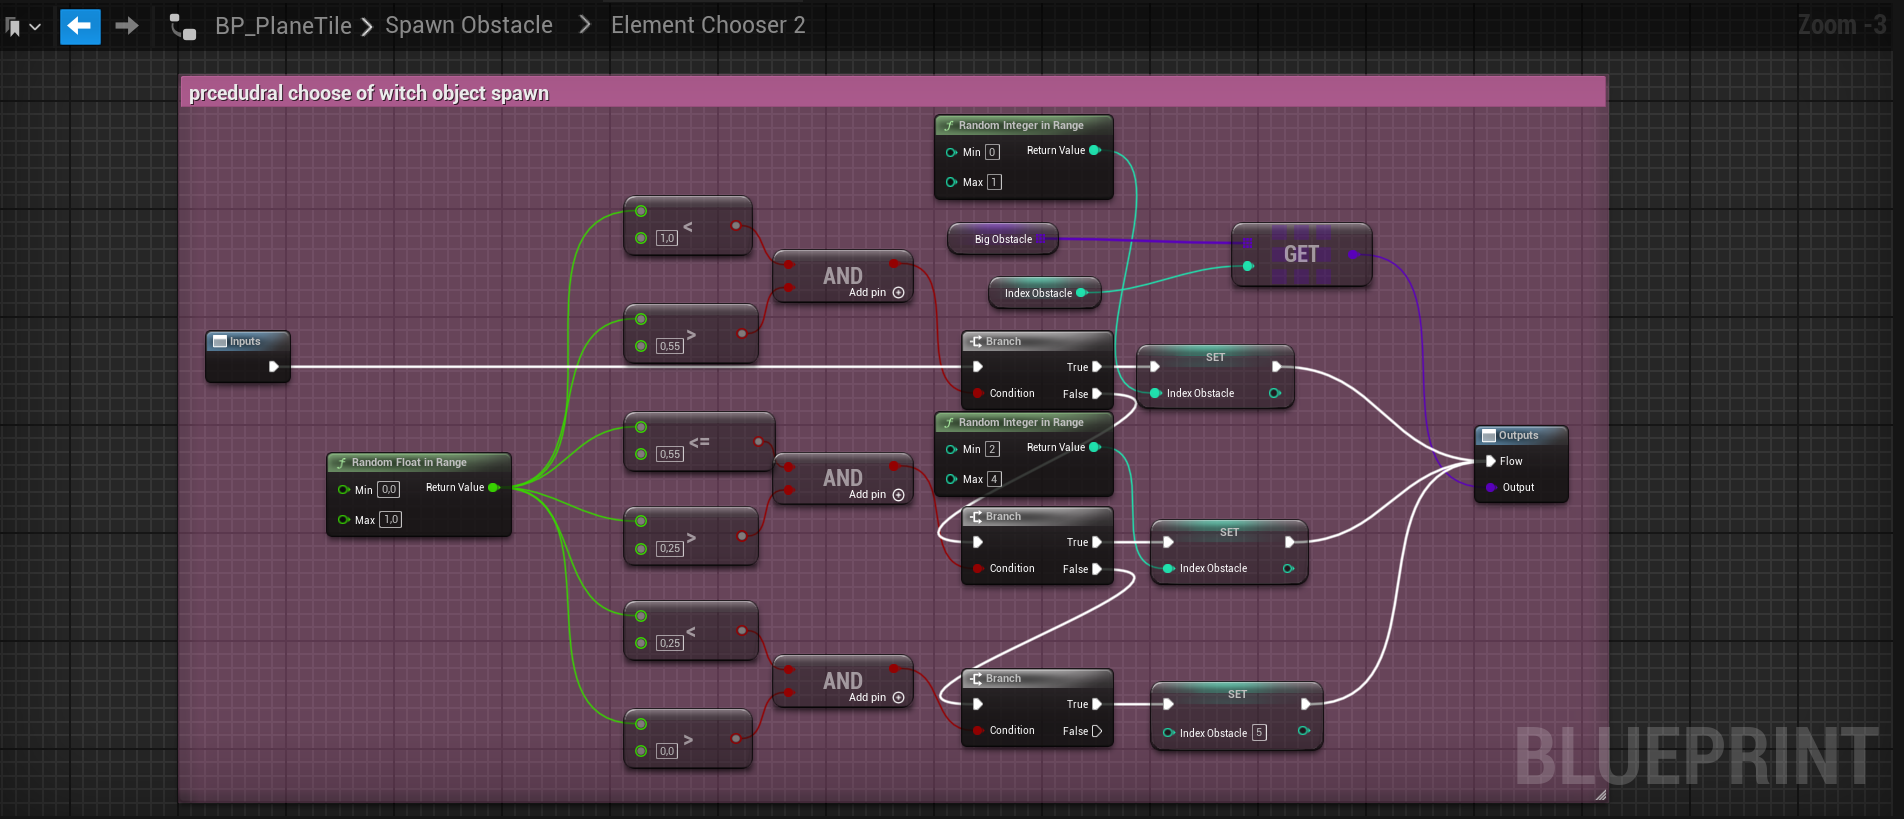 BP_PlaneTile > Spawn Obstacle > Element Chooser 2
Zoom -3
prcedudral choose of witch object spawn
Random Integer in Range
Min 0 Return Value
Max 1
<
1,0
Big Obstacle
GET
AND
Add pin
Index Obstacle
>
0,55
Inputs
Branch
True
Condition False
SET
Index Obstacle
Random Integer in Range
Min 2 Return Value
Max 4
<=
0,55
Outputs
Flow
Output
Random Float in Range
Min 0,0 Return Value
Max 1,0
AND
Add pin
>
0,25
Branch
True
Condition False
SET
Index Obstacle
<
0,25
AND
Add pin
Branch
True
Condition False
SET
Index Obstacle 5
>
0,0
BLUEPRINT